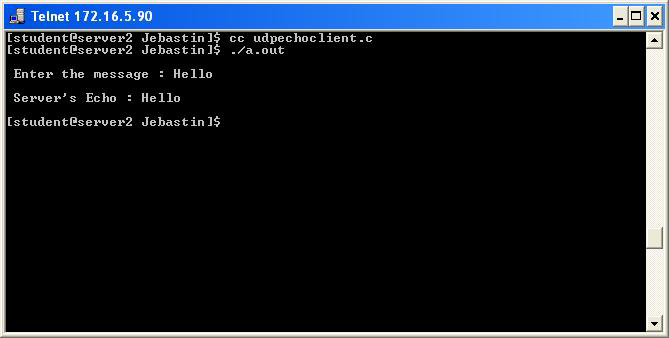 Telnet 172.16.5.90
[student@server2 Jebastin]$ cc udpechoclient.c
[student@server2 Jebastin]$ ./a.out
Enter the message : Hello
Server's Echo : Hello
[student@server2 Jebastin]$